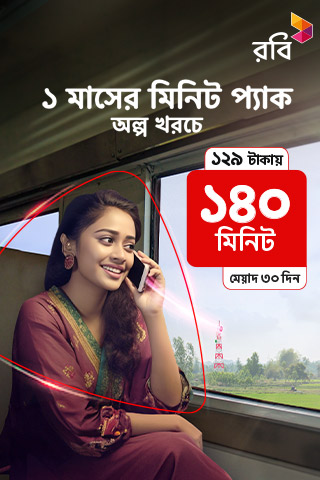 রবি
১ মাসের মিনিট প্যাক
অল্প খরচে
১২৯ টাকায়
১৪০
মিনিট
মেয়াদ ৩০ দিন